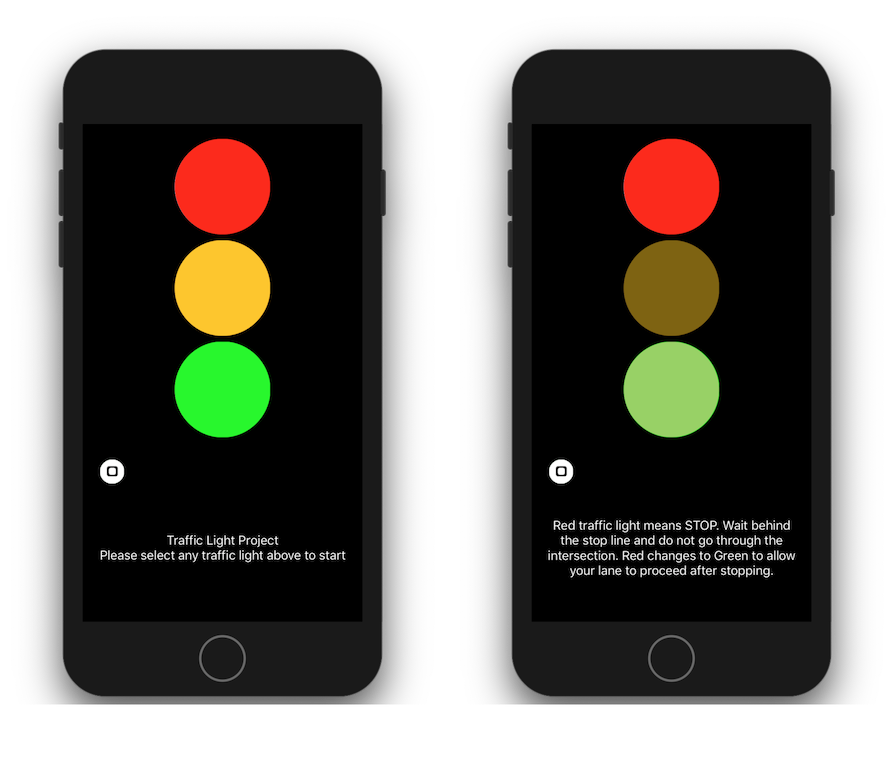 Traffic Light Project
Please select any traffic light above to start
Red traffic light means STOP. Wait behind
the stop line and do not go through the
intersection. Red changes to Green to allow
your lane to proceed after stopping.